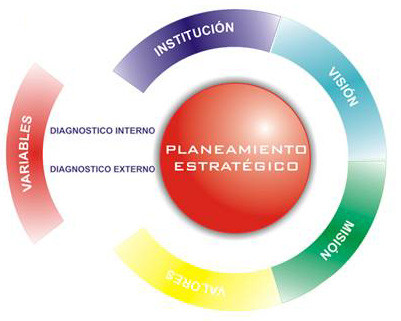 INSTITUCIÓN
VISIÓN
VARIABLES
DIAGNOSTICO INTERNO
DIAGNOSTICO EXTERNO
PLANEAMIENTO
ESTRATÉGICO
MISIÓN
VALORES